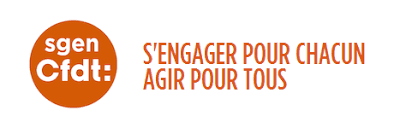 sgen
Cfdt:
S'ENGAGER POUR CHACUN
AGIR POUR TOUS